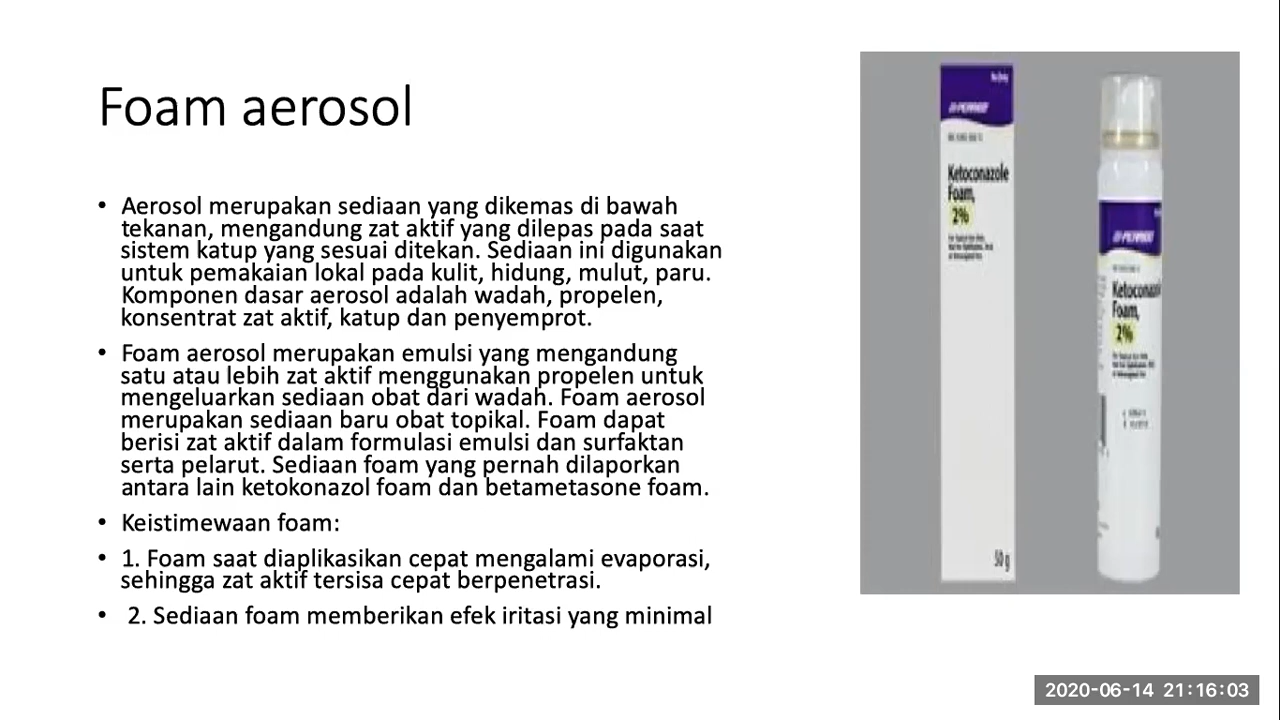 Foam aerosol
• Aerosol merupakan sediaan yang dikemas di bawah
tekanan, mengandung zat aktif yang dilepas pada saat
sistem katup yang sesuai ditekan. Sediaan ini digunakan
untuk pemakaian lokal pada kulit, hidung, mulut, paru.
Komponen dasar aerosol adalah wadah, propelen,
konsentrat zat aktif, katup dan penyemprot.
• Foam aerosol merupakan emulsi yang mengandung
satu atau lebih zat aktif menggunakan propelen untuk
mengeluarkan sediaan obat dari wadah. Foam aerosol
merupakan sediaan baru obat topikal. Foam dapat
berisi zat aktif dalam formulasi emulsi dan surfaktan
serta pelarut. Sediaan foam yang pernah dilaporkan
antara lain ketokonazol foam dan betametasone foam.
• Keistimewaan foam:
• 1. Foam saat diaplikasikan cepat mengalami evaporasi,
sehingga zat aktif tersisa cepat berpenetrasi.
• 2. Sediaan foam memberikan efek iritasi yang minimal
Ketoconazole
Foam,
2%
50 g
Foam,
2%
2020-06-14 21:16:03